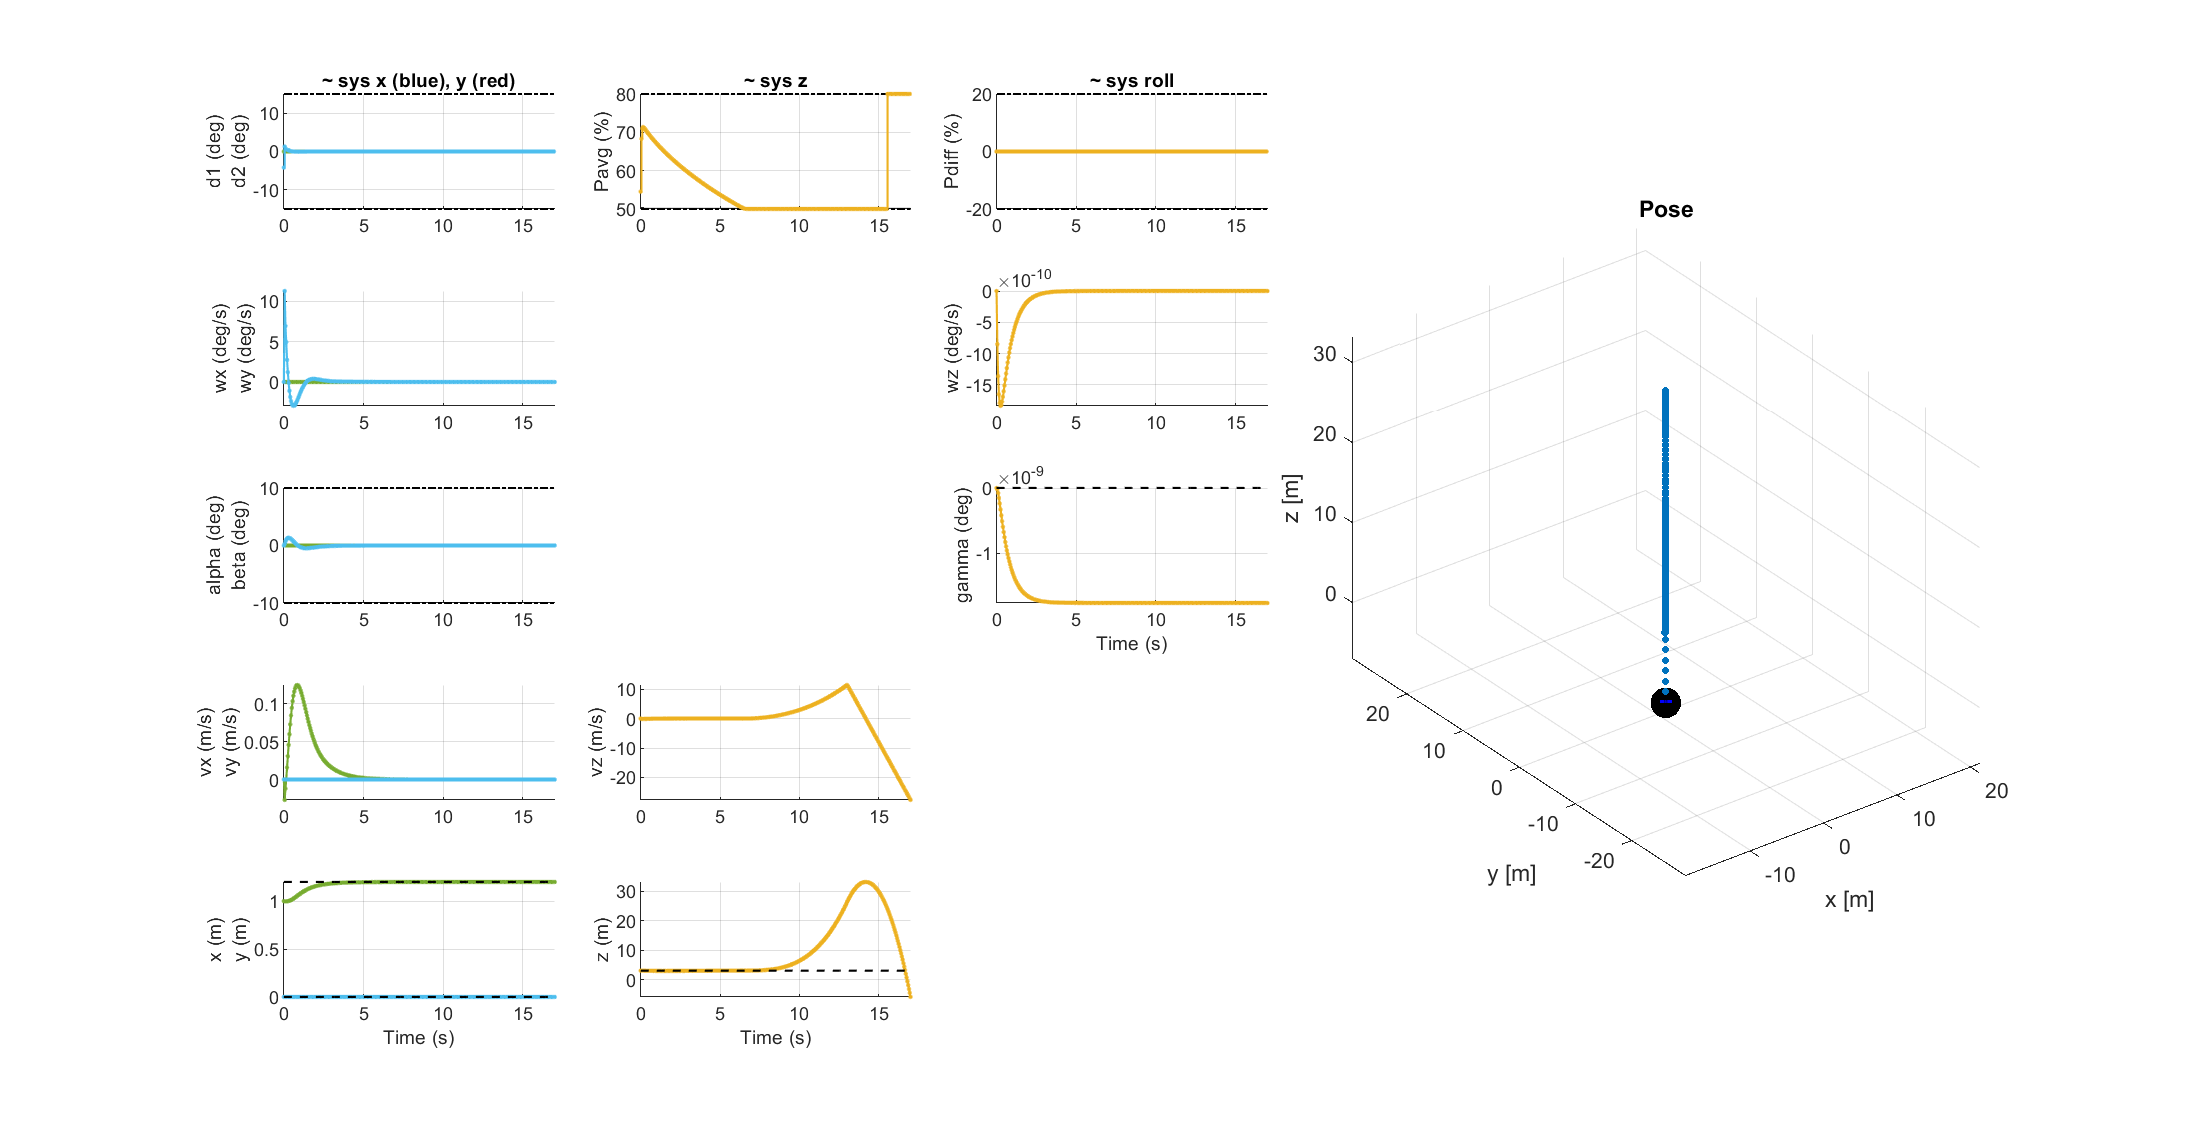 ~ sys x (blue), y (red)
d1 (deg)
d2 (deg)
10
0
-10
0 5 10 15
~ sys z
Pavg (%)
80
70
60
50
0 5 10 15
~ sys roll
Pdiff (%)
20
0
-20
0 5 10 15
wx (deg/s)
wy (deg/s)
10
5
0
0 5 10 15
×10-10
wz (deg/s)
0
-5
-10
-15
0 5 10 15
alpha (deg)
beta (deg)
10
0
-10
0 5 10 15
×10-9
gamma (deg)
0
-1
0 5 10 15
Time (s)
vx (m/s)
vy (m/s)
0.1
0.05
0
0 5 10 15
vz (m/s)
10
0
-10
-20
0 5 10 15
x (m)
y (m)
1
0.5
0
0 5 10 15
Time (s)
z (m)
30
20
10
0
0 5 10 15
Time (s)
Pose
z [m]
30
20
10
0
20
10
0
-10
-20
y [m]
-10
0
10
20
x [m]